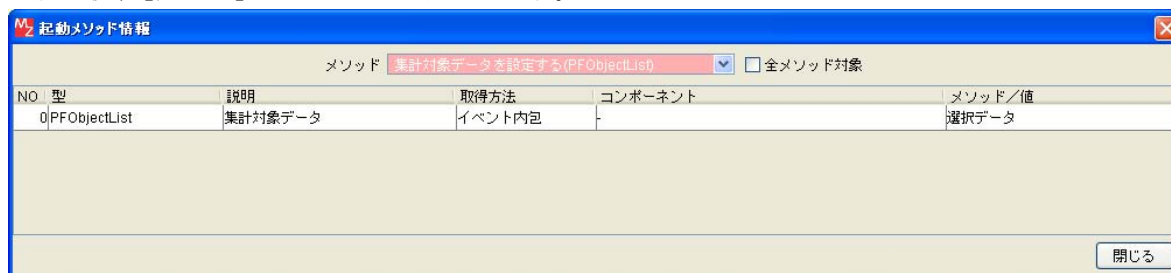 起動メソッド情報
メソッド 集計対象データを設定する(PFObjectList) 全メソッド対象
NO 型 説明 取得方法 コンポーネント メソッド／値
0 PFObjectList 集計対象データ イベント内包 - 選択データ
閉じる